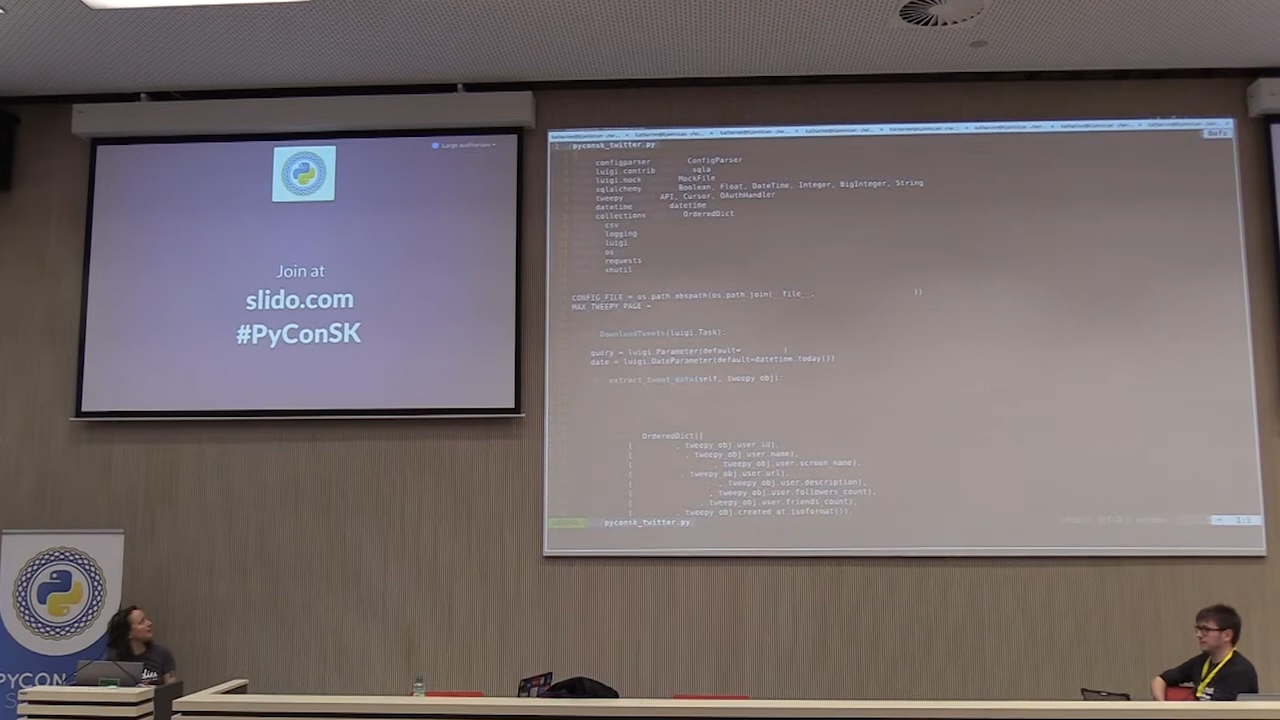 Large auditorium
Join at
slido.com
#PyConSK
pyconsk_twitter.py
configparser ConfigParser
luigi.contrib sqla
luigi.mock MockFile
sqlalchemy Boolean, Float, DateTime, Integer, BigInteger, String
tweepy API, Cursor, OAuthHandler
datetime datetime
collections OrderedDict
csv
logging
luigi
os
requests
shutil
CONFIG_FILE = os.path.abspath(os.path.join(__file__, ))
MAX_TWEEPY_PAGE =
DownloadTweets(luigi.Task):
query = luigi.Parameter(default= )
date = luigi.DateParameter(default=datetime.today())
extract_tweet_data(self, tweepy_obj):
OrderedDict([
( , tweepy_obj.user.id),
( , tweepy_obj.user.name),
( , tweepy_obj.user.screen_name),
( , tweepy_obj.user.url),
( , tweepy_obj.user.description),
( , tweepy_obj.user.followers_count),
( , tweepy_obj.user.friends_count),
( , tweepy_obj.created_at.isoformat()),
pyconsk_twitter.py
1:1
PYCON